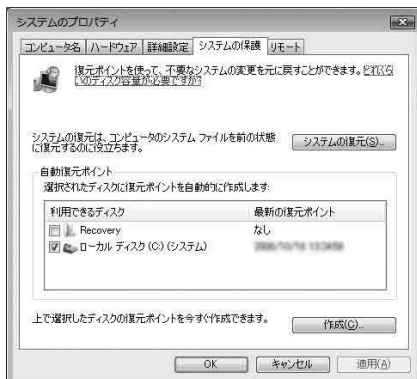 システムのプロパティ
コンピュータ名 ハードウェア 詳細設定 システムの保護 リモート
復元ポイントを使って、不要なシステムの変更を元に戻すことができます。どれくら
いのディスク容量が必要ですか?
システムの復元は、コンピュータのシステム ファイルを前の状態
に復元するのに役立ちます。
システムの復元(S)...
自動復元ポイント
選択されたディスクに復元ポイントを自動的に作成します:
利用できるディスク 最新の復元ポイント
Recovery なし
ローカル ディスク (C:) (システム)
上で選択したディスクの復元ポイントを今すぐ作成できます。
作成(C)...
OK キャンセル 適用(A)